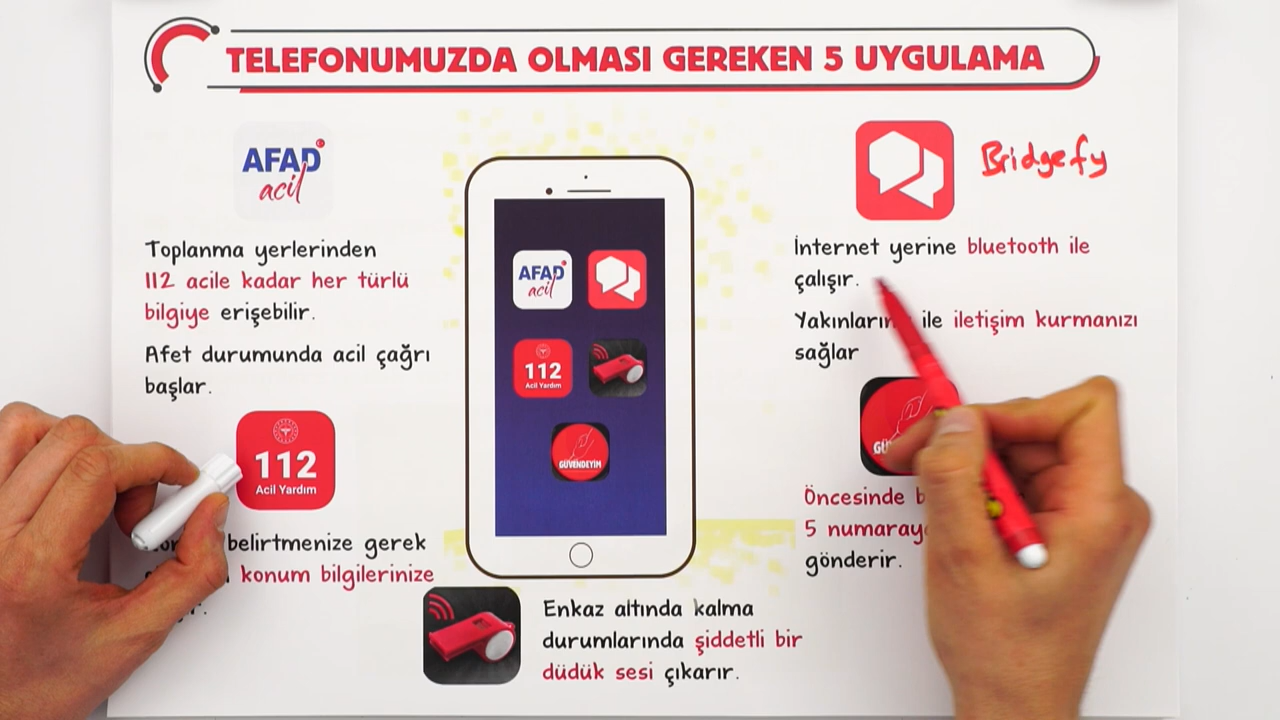 TELEFONUMUZDA OLMASI GEREKEN 5 UYGULAMA
AFAD
acil
Toplanma yerlerinden
112 acile kadar her türlü
bilgiye erişebilir.
Afet durumunda acil çağrı
başlar.
112
Acil Yardım
belirtmenize gerek
konum bilgilerinize
AFAD
acil
112
Acil Yardım
GÜVENDEYİM
Enkaz altında kalma
durumlarında şiddetli bir
düdük sesi çıkarır.
Bridgefy
İnternet yerine bluetooth ile
çalışır.
ile iletişim kurmanızı
sağlar
Öncesinde
5
gönderir.